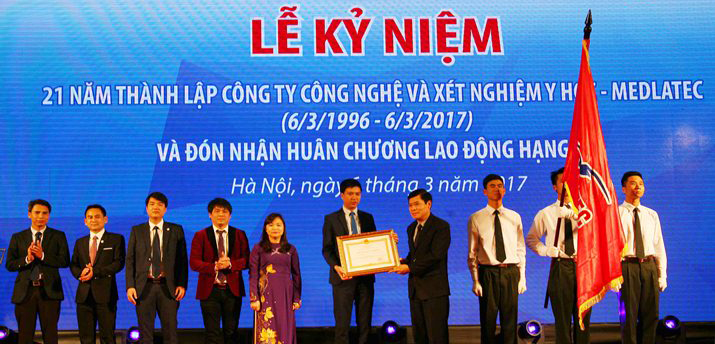 LỄ KỶ NIỆM
21 NĂM THÀNH LẬP CÔNG TY CÔNG NGHỆ VÀ XÉT NGHIỆM Y - MEDLATEC
(6/3/1996 - 6/3/2017)
VÀ ĐÓN NHẬN HUÂN CHƯƠNG LAO ĐỘNG HẠNG
Hà Nội, ngày tháng 3 năm 2017